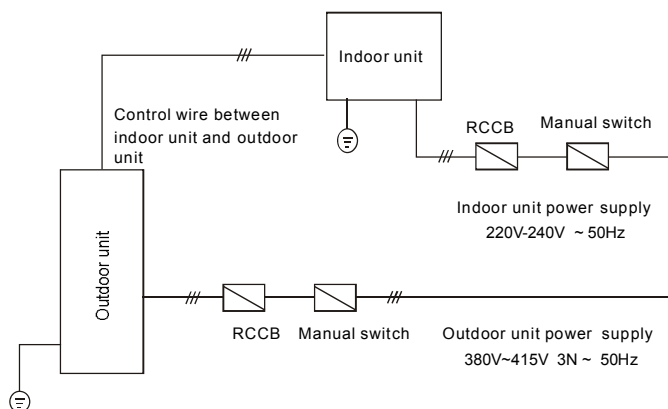 Indoor unit
Control wire between
indoor unit and outdoor
unit
RCCB
Manual switch
Indoor unit power supply
220V-240V ~ 50Hz
Outdoor unit
RCCB
Manual switch
Outdoor unit power supply
380V~415V 3N ~ 50Hz